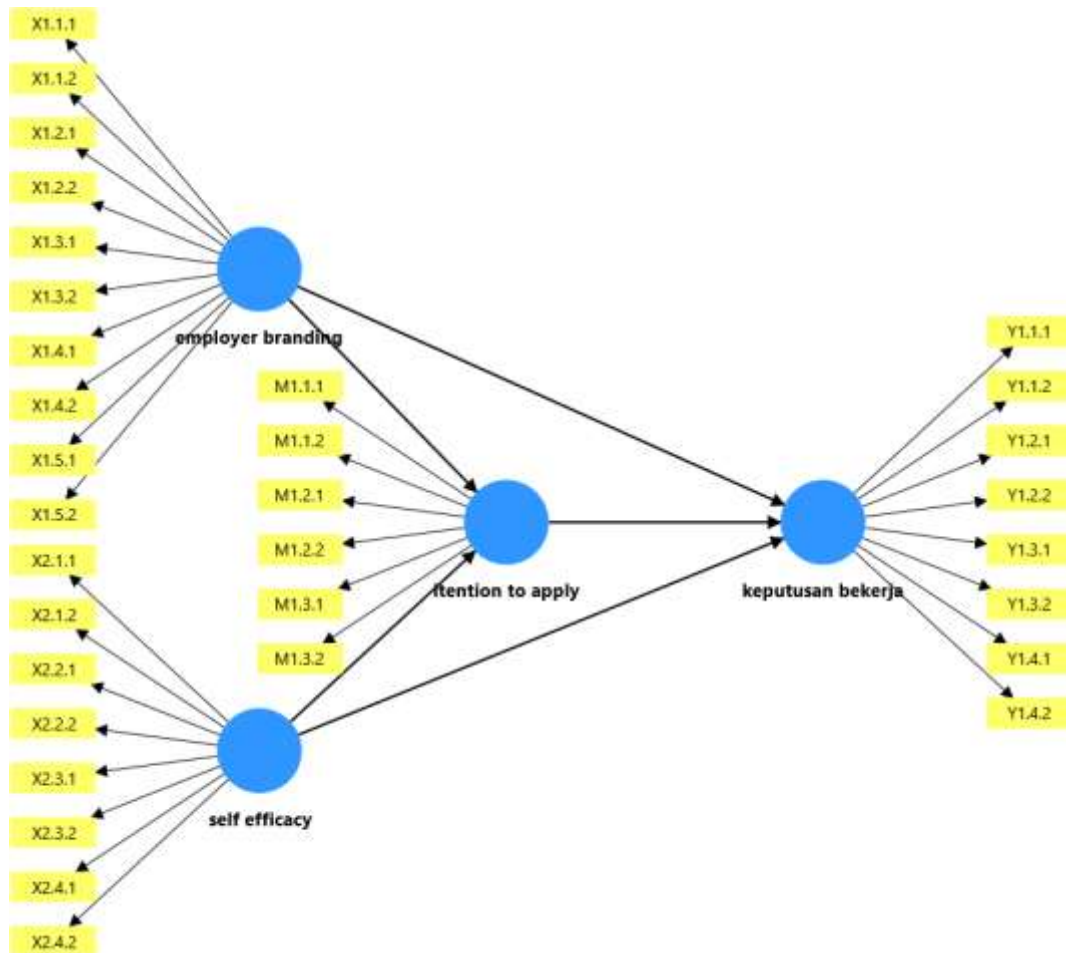 X1.1.1
X1.1.2
X1.2.1
X1.2.2
X1.3.1
X1.3.2
X1.4.1
X1.4.2
X1.5.1
X1.5.2
employer branding
M1.1.1
M1.1.2
M1.2.1
M1.2.2
M1.3.1
M1.3.2
itention to apply
X2.1.1
X2.1.2
X2.2.1
X2.2.2
X2.3.1
X2.3.2
X2.4.1
X2.4.2
self efficacy
keputusan bekerja
Y1.1.1
Y1.1.2
Y1.2.1
Y1.2.2
Y1.3.1
Y1.3.2
Y1.4.1
Y1.4.2